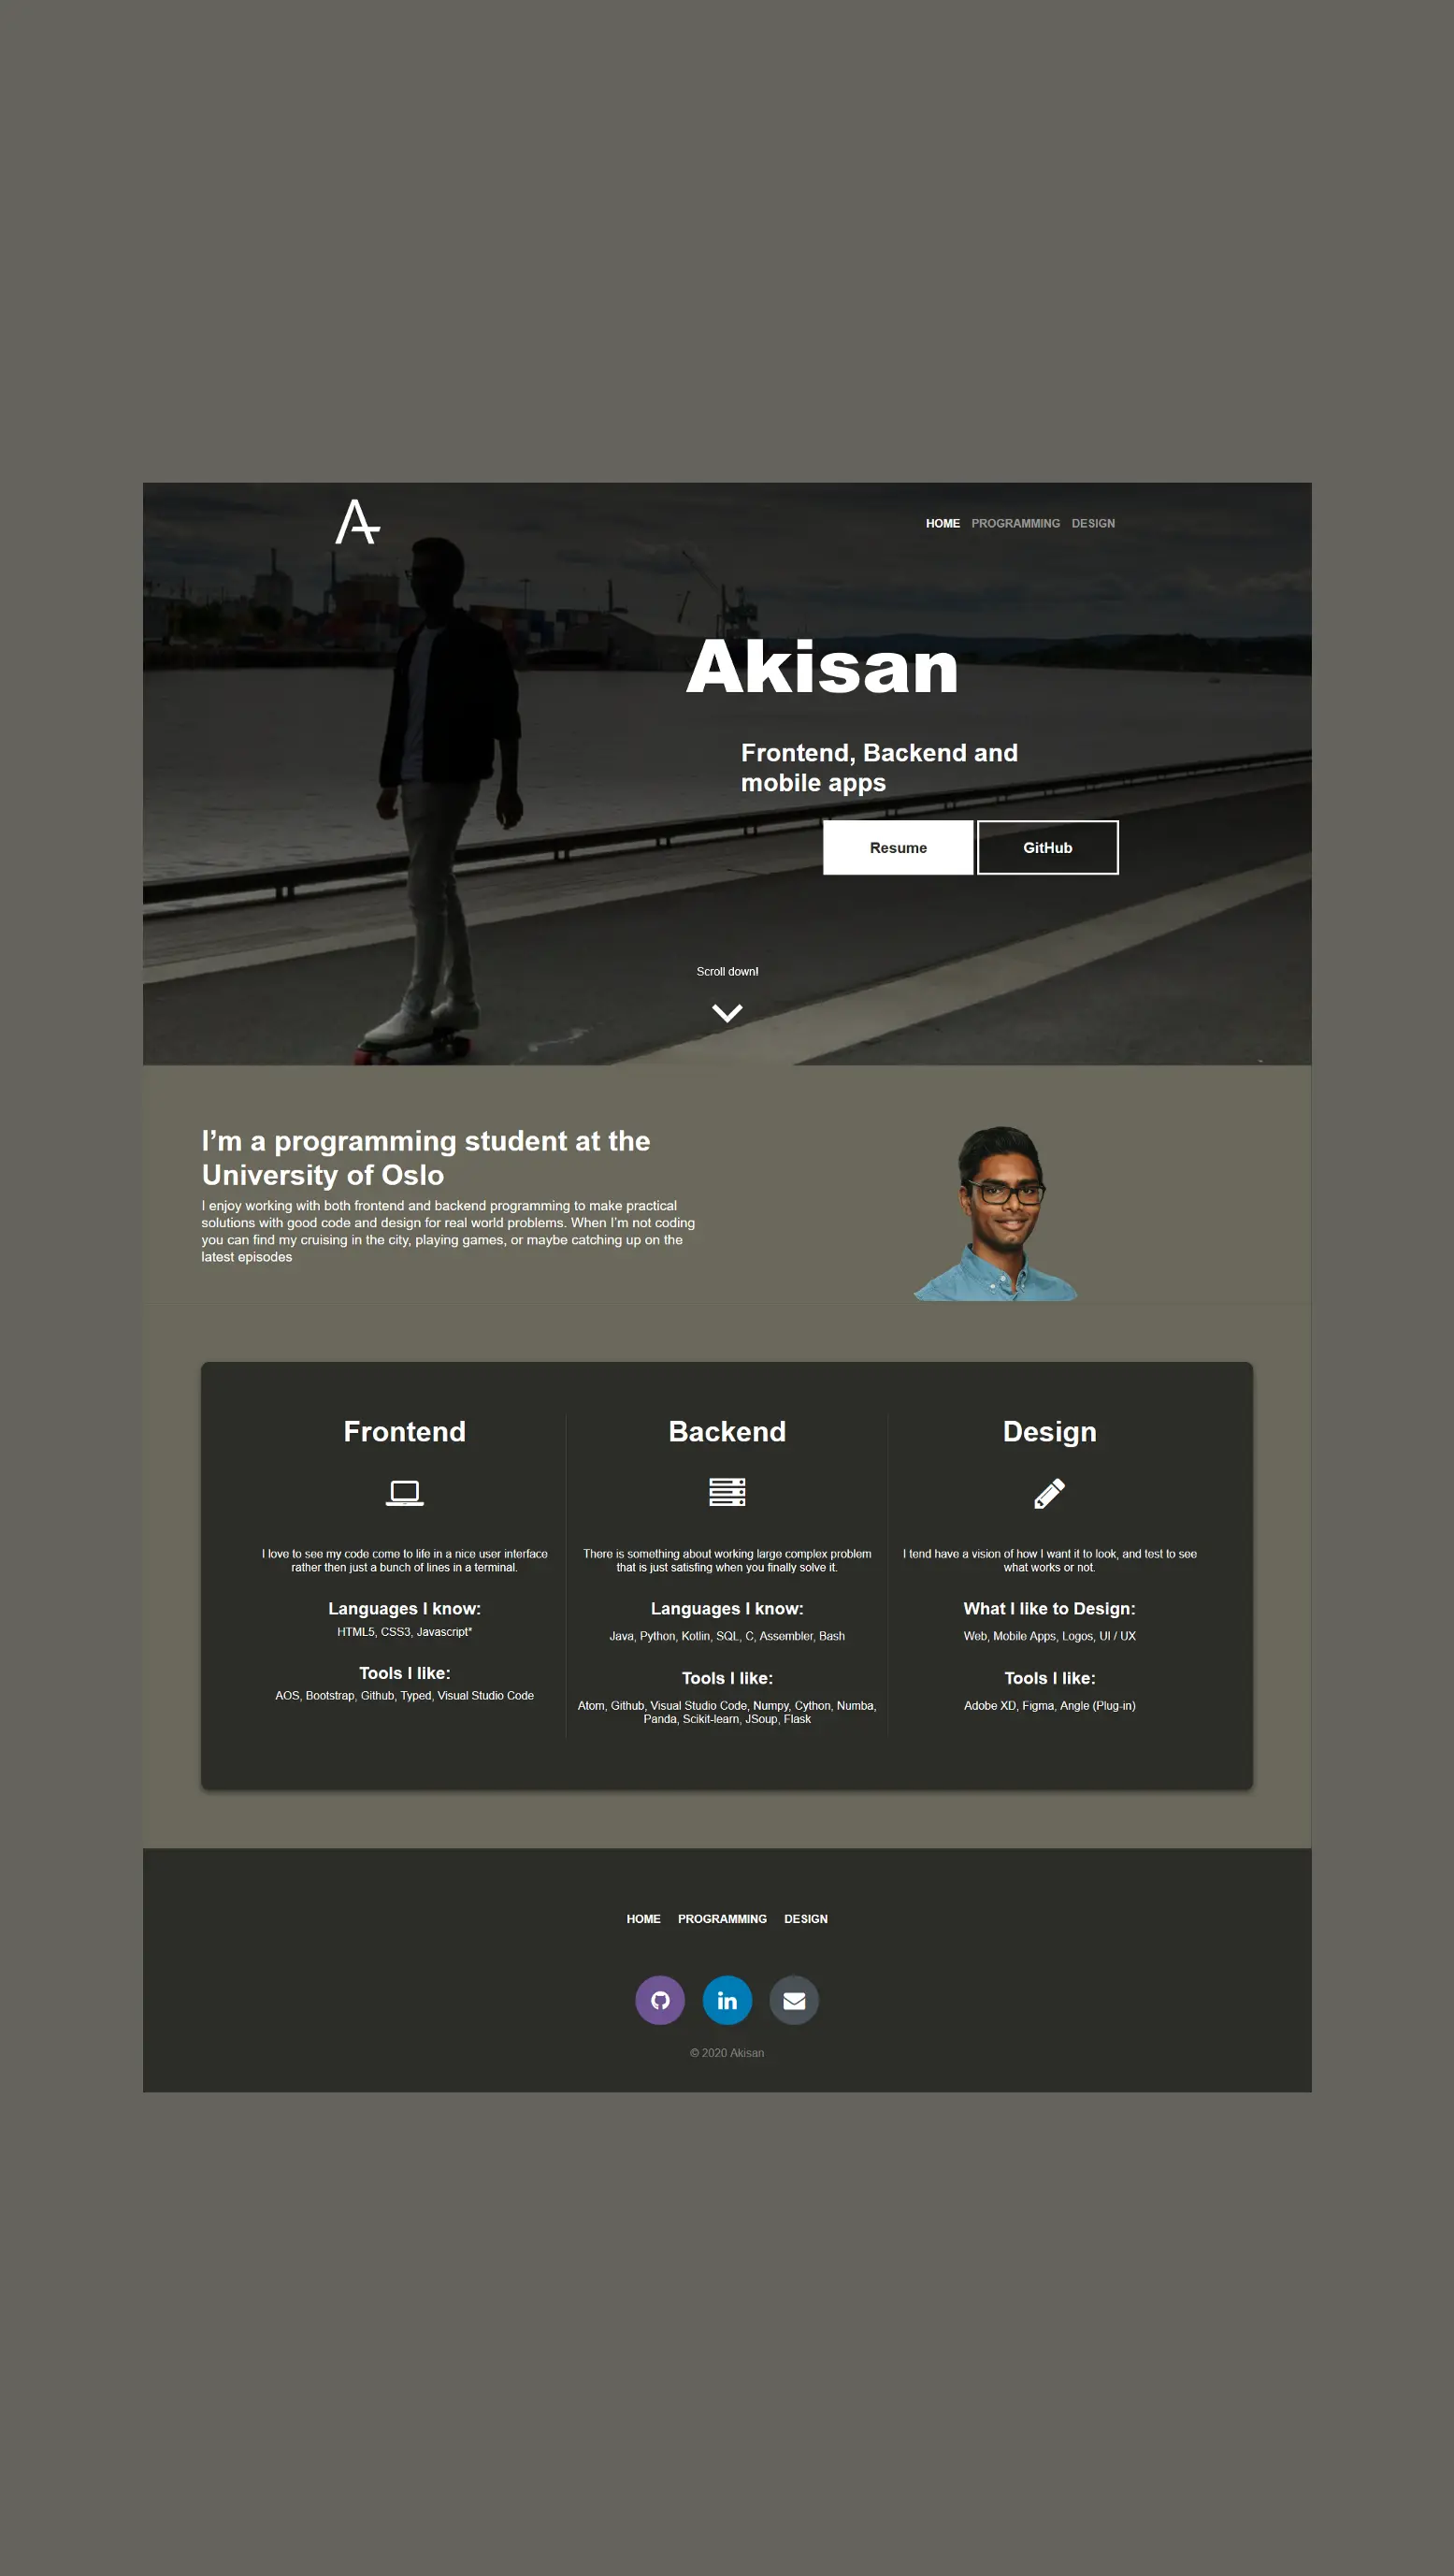 HOME PROGRAMMING DESIGN
Akisan
Frontend, Backend and
mobile apps
Resume GitHub
Scroll down!
I’m a programming student at the
University of Oslo
I enjoy working with both frontend and backend programming to make practical
solutions with good code and design for real world problems. When I’m not coding
you can find my cruising in the city, playing games, or maybe catching up on the
latest episodes
Frontend
I love to see my code come to life in a nice user interface
rather then just a bunch of lines in a terminal.
Languages I know:
HTML5, CSS3, Javascript*
Tools I like:
AOS, Bootstrap, Github, Typed, Visual Studio Code
Backend
There is something about working large complex problem
that is just satisfing when you finally solve it.
Languages I know:
Java, Python, Kotlin, SQL, C, Assembler, Bash
Tools I like:
Atom, Github, Visual Studio Code, Numpy, Cython, Numba,
Panda, Scikit-learn, JSoup, Flask
Design
I tend have a vision of how I want it to look, and test to see
what works or not.
What I like to Design:
Web, Mobile Apps, Logos, UI / UX
Tools I like:
Adobe XD, Figma, Angle (Plug-in)
HOME PROGRAMMING DESIGN
in
© 2020 Akisan